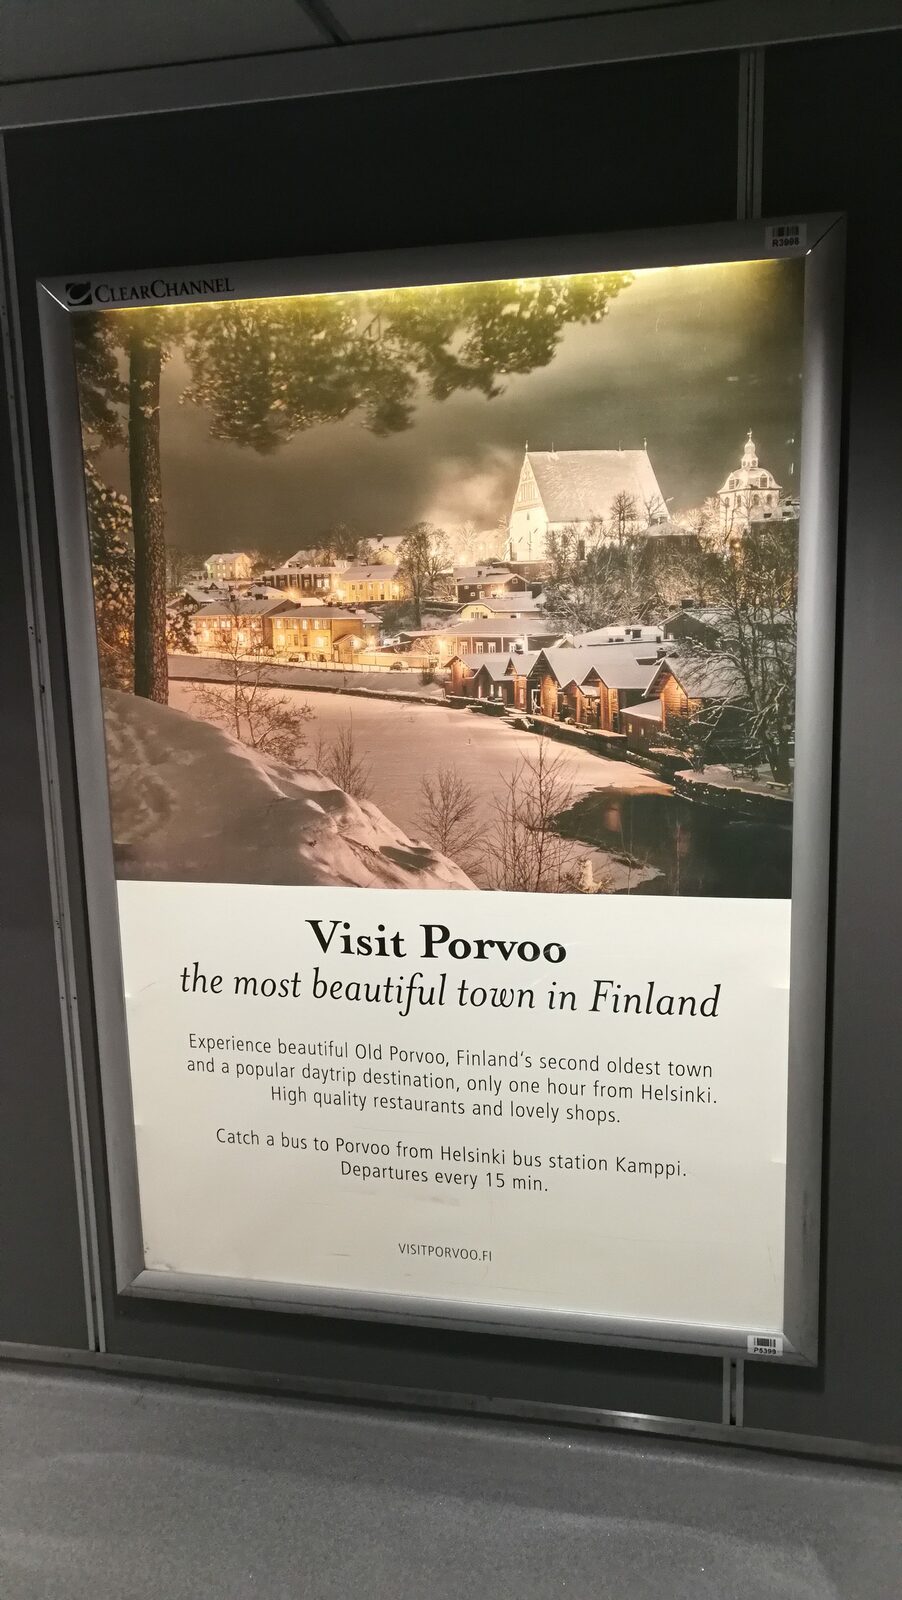 CLEARCHANNEL
R3998
Visit Porvoo
the most beautiful town in Finland
Experience beautiful Old Porvoo, Finland's second oldest town
and a popular daytrip destination, only one hour from Helsinki.
High quality restaurants and lovely shops.
Catch a bus to Porvoo from Helsinki bus station Kamppi.
Departures every 15 min.
VISITPORVOO.FI
P5399